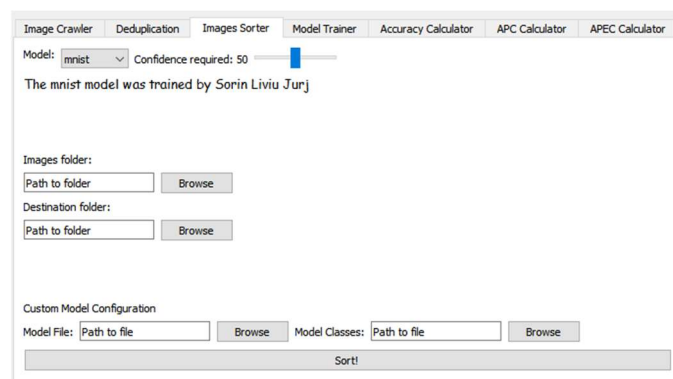 Image Crawler Deduplication Images Sorter Model Trainer Accuracy Calculator APC Calculator APEC Calculator
Model: mnist Confidence required: 50
The mnist model was trained by Sorin Liviu Jurj
Images folder:
Path to folder Browse
Destination folder:
Path to folder Browse
Custom Model Configuration
Model File: Path to file Browse Model Classes: Path to file Browse
Sort!